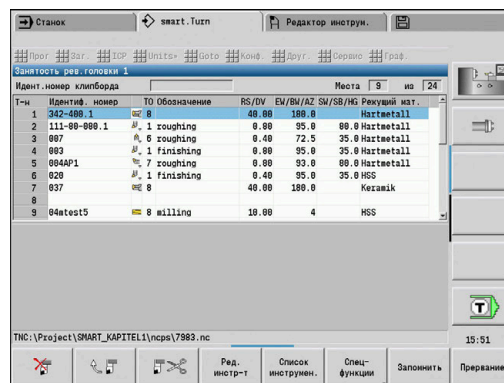 Станок smart.Turn Редактор инструм.
Прог Заг. ICP Units» Goto Конф. Друг. Сервис Граф.
Занятость рев.головки 1
Идент.номер клипборда Места 9 из 24
Т-н Идентиф. номер ТО Обозначение RS/DV EW/BW/AZ SW/SB/HG Рекущий мат.
1 342-400.1 8 40.00 180.0 Hartmetall
2 111-80-080.1 1 roughing 0.80 95.0 80.0 Hartmetall
3 007 6 roughing 0.40 72.5 35.0 Hartmetall
4 003 1 finishing 0.80 95.0 35.0 Hartmetall
5 004AP1 7 roughing 0.80 93.0 80.0 Hartmetall
6 020 1 finishing 0.40 95.0 35.0 HSS
7 037 8 40.00 180.0 Keramik
8
9 04mtest5 8 milling 10.00 4 HSS
TNC:\Project\SMART_KAPITEL1\ncps\7983.nc
T
15:51
Ред. инстр-т
Список инструмен.
Спец- функции
Запомнить
Прервание